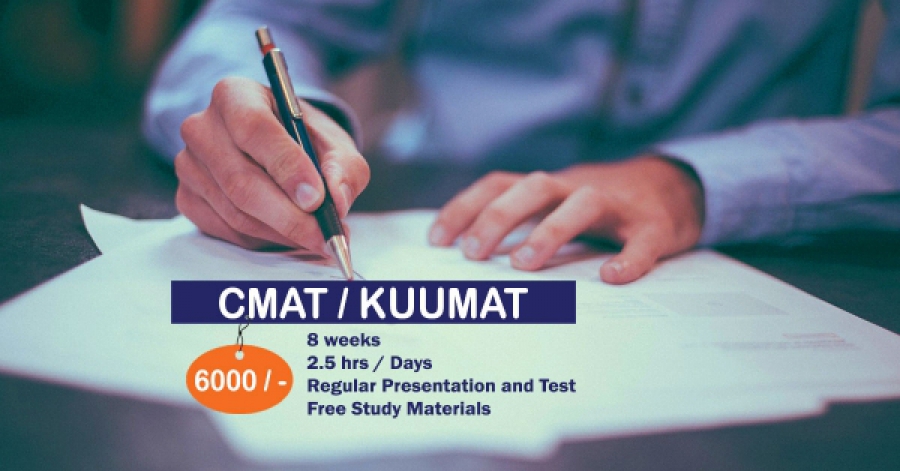 CMAT / KUUMAT
6000 / -
8 weeks
2.5 hrs / Days
Regular Presentation and Test
Free Study Materials